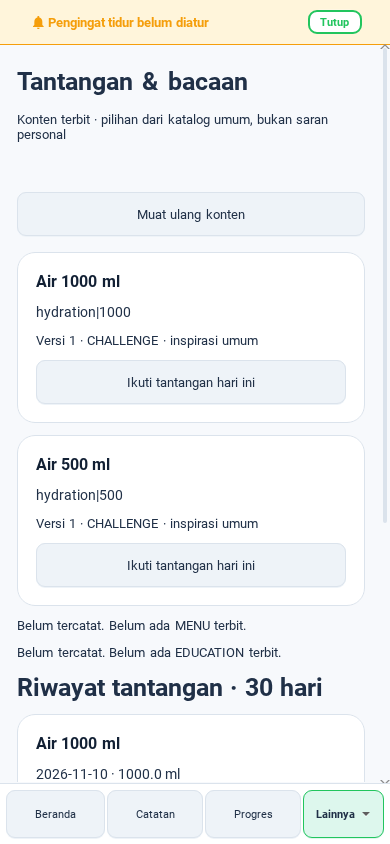 Pengingat tidur belum diatur
Tutup
Tantangan & bacaan
Konten terbit · pilihan dari katalog umum, bukan saran
personal
Muat ulang konten
Air 1000 ml
hydration|1000
Versi 1 · CHALLENGE · inspirasi umum
Ikuti tantangan hari ini
Air 500 ml
hydration|500
Versi 1 · CHALLENGE · inspirasi umum
Ikuti tantangan hari ini
Belum tercatat. Belum ada MENU terbit.
Belum tercatat. Belum ada EDUCATION terbit.
Riwayat tantangan · 30 hari
Air 1000 ml
2026-11-10 · 1000.0 ml
Beranda
Catatan
Progres
Lainnya